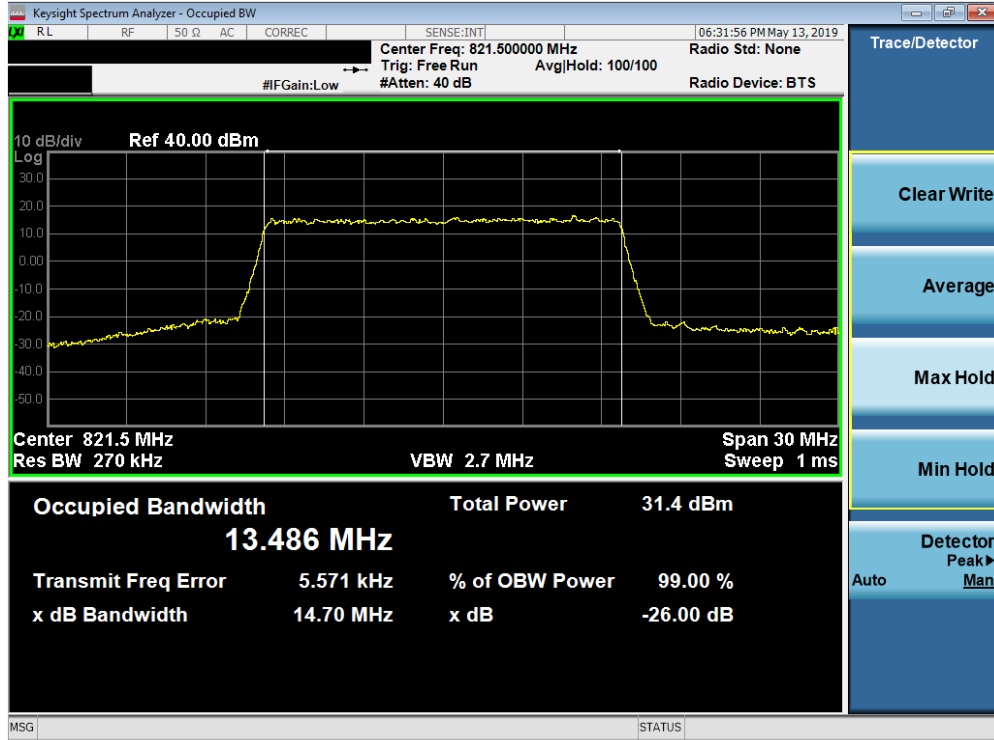 Keysight Spectrum Analyzer - Occupied BW
LXI RL RF 50 Ω AC CORREC SENSE:INT 06:31:56 PM May 13, 2019
Center Freq: 821.500000 MHz Radio Std: None
Trig: Free Run Avg|Hold: 100/100
#IFGain:Low #Atten: 40 dB Radio Device: BTS
10 dB/div Ref 40.00 dBm
Log
30.0
20.0
10.0
0.00
-10.0
-20.0
-30.0
-40.0
-50.0
Center 821.5 MHz Span 30 MHz
Res BW 270 kHz VBW 2.7 MHz Sweep 1 ms
Occupied Bandwidth Total Power 31.4 dBm
13.486 MHz
Transmit Freq Error 5.571 kHz % of OBW Power 99.00 %
x dB Bandwidth 14.70 MHz x dB -26.00 dB
MSG STATUS
Trace/Detector
Clear Write
Average
Max Hold
Min Hold
Detector
Peak▶
Auto Man